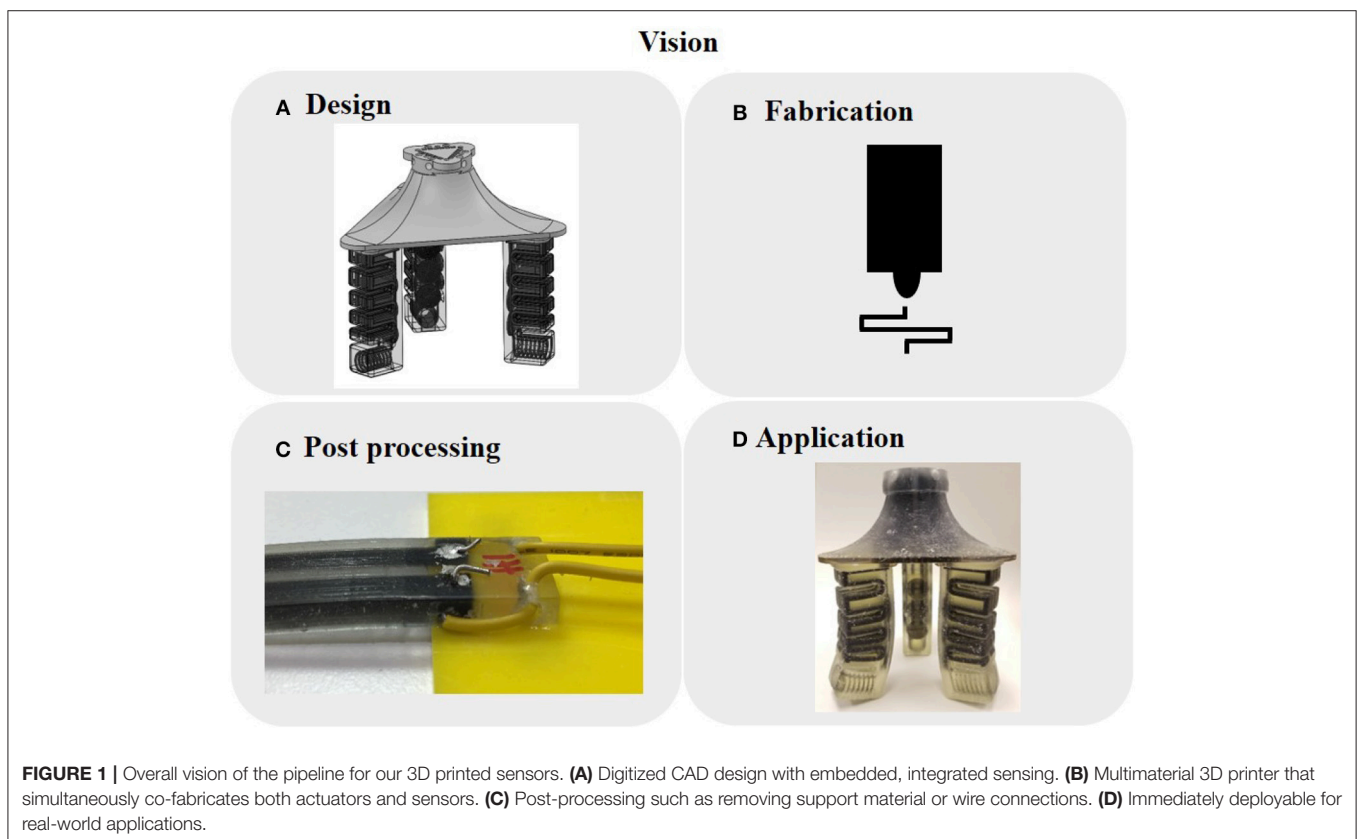 Vision
A Design
B Fabrication
C Post processing
D Application
FIGURE 1 | Overall vision of the pipeline for our 3D printed sensors. (A) Digitized CAD design with embedded, integrated sensing. (B) Multimaterial 3D printer that
simultaneously co-fabricates both actuators and sensors. (C) Post-processing such as removing support material or wire connections. (D) Immediately deployable for
real-world applications.